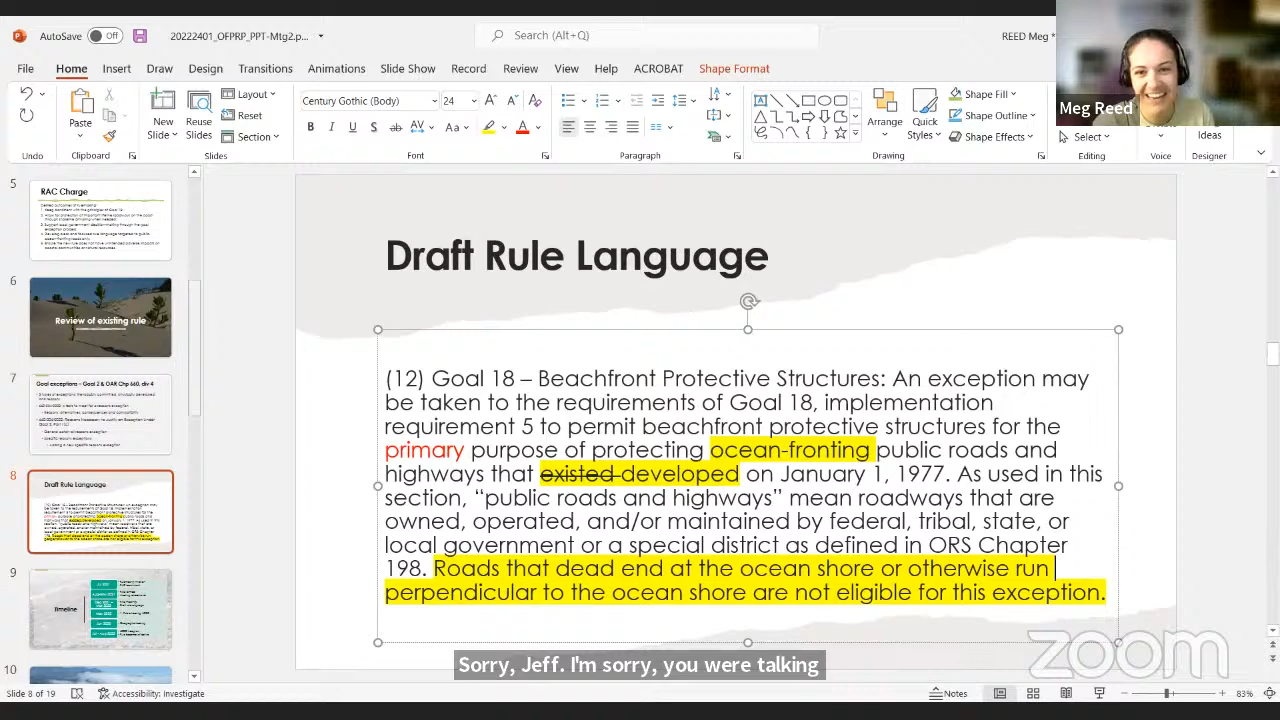 AutoSave Off 20222401_OFPRP_PPT-Mtg2.p... Search (Alt+Q) REED Meg
File Home Insert Draw Design Transitions Animations Slide Show Record Review View Help ACROBAT Shape Format
Meg Reed
Paste New Slide Reuse Slides Layout Reset Section
Century Gothic (Body) 24
Arrange Quick Styles Shape Fill Shape Outline Shape Effects Select Ideas
Undo Clipboard Slides Font Paragraph Drawing Editing Voice Designer
5
RAC Charge
6
Review of existing rule
7
Goal exceptions – Goal 2 & OAR Chp 660, div 4
8
Draft Rule Language
9
Timeline
10
Draft Rule Language
(12) Goal 18 – Beachfront Protective Structures: An exception may
be taken to the requirements of Goal 18, implementation
requirement 5 to permit beachfront protective structures for the
primary purpose of protecting ocean-fronting public roads and
highways that existed developed on January 1, 1977. As used in this
section, “public roads and highways” mean roadways that are
owned, operated, and/or maintained by federal, tribal, state, or
local government or a special district as defined in ORS Chapter
198. Roads that dead end at the ocean shore or otherwise run
perpendicular to the ocean shore are not eligible for this exception.
zoom
Sorry, Jeff. I'm sorry, you were talking
Slide 8 of 19 Accessibility: Investigate Notes 83%